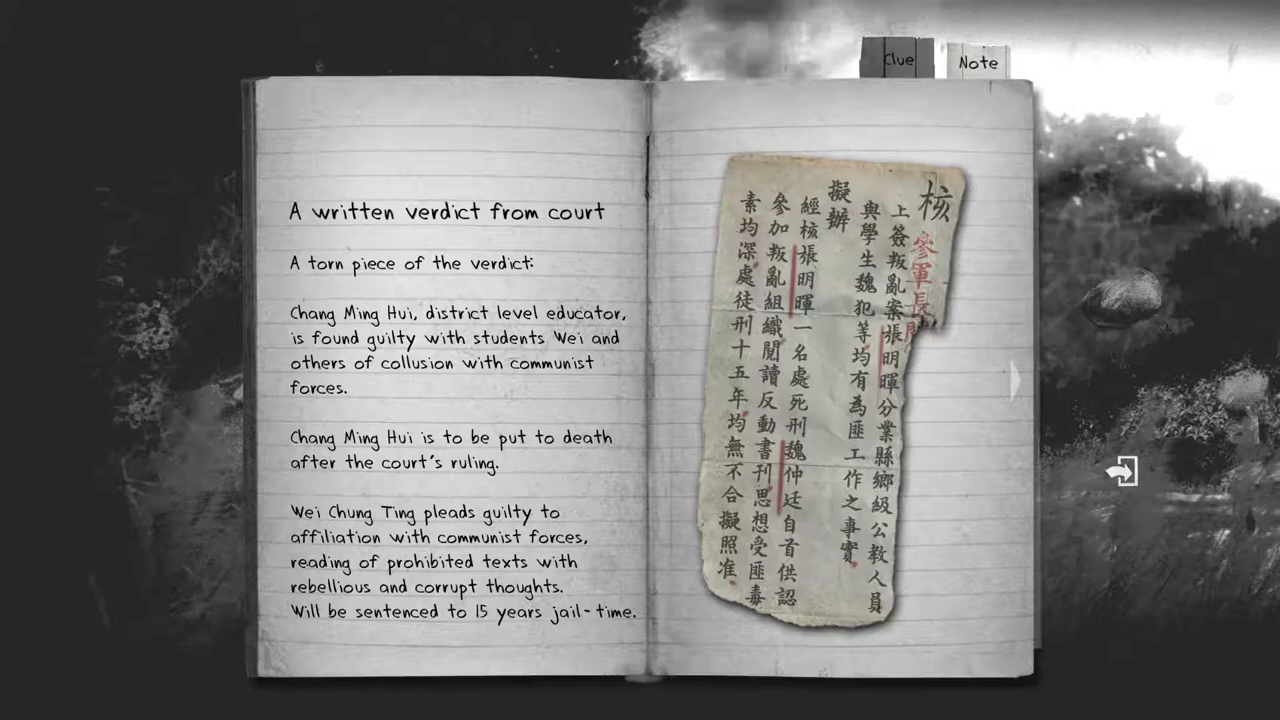 Clue
Note
A written verdict from court
A torn piece of the verdict:
Chang Ming Hui, district level educator,
is found guilty with students Wei and
others of collusion with communist
forces.
Chang Ming Hui is to be put to death
after the court's ruling.
Wei Chung Ting pleads guilty to
affiliation with communist forces,
reading of prohibited texts with
rebellious and corrupt thoughts.
Will be sentenced to 15 years jail-time.
核
參軍長
上簽叛亂案張明暉分業縣鄉級公教人員
與學生魏犯等均有為匪工作之事實
擬辦
經核張明暉一名處死刑魏仲廷自首供認
參加叛亂組織閱讀反動書刊思想受匪毒
素均深處徒刑十五年均無不合擬照准